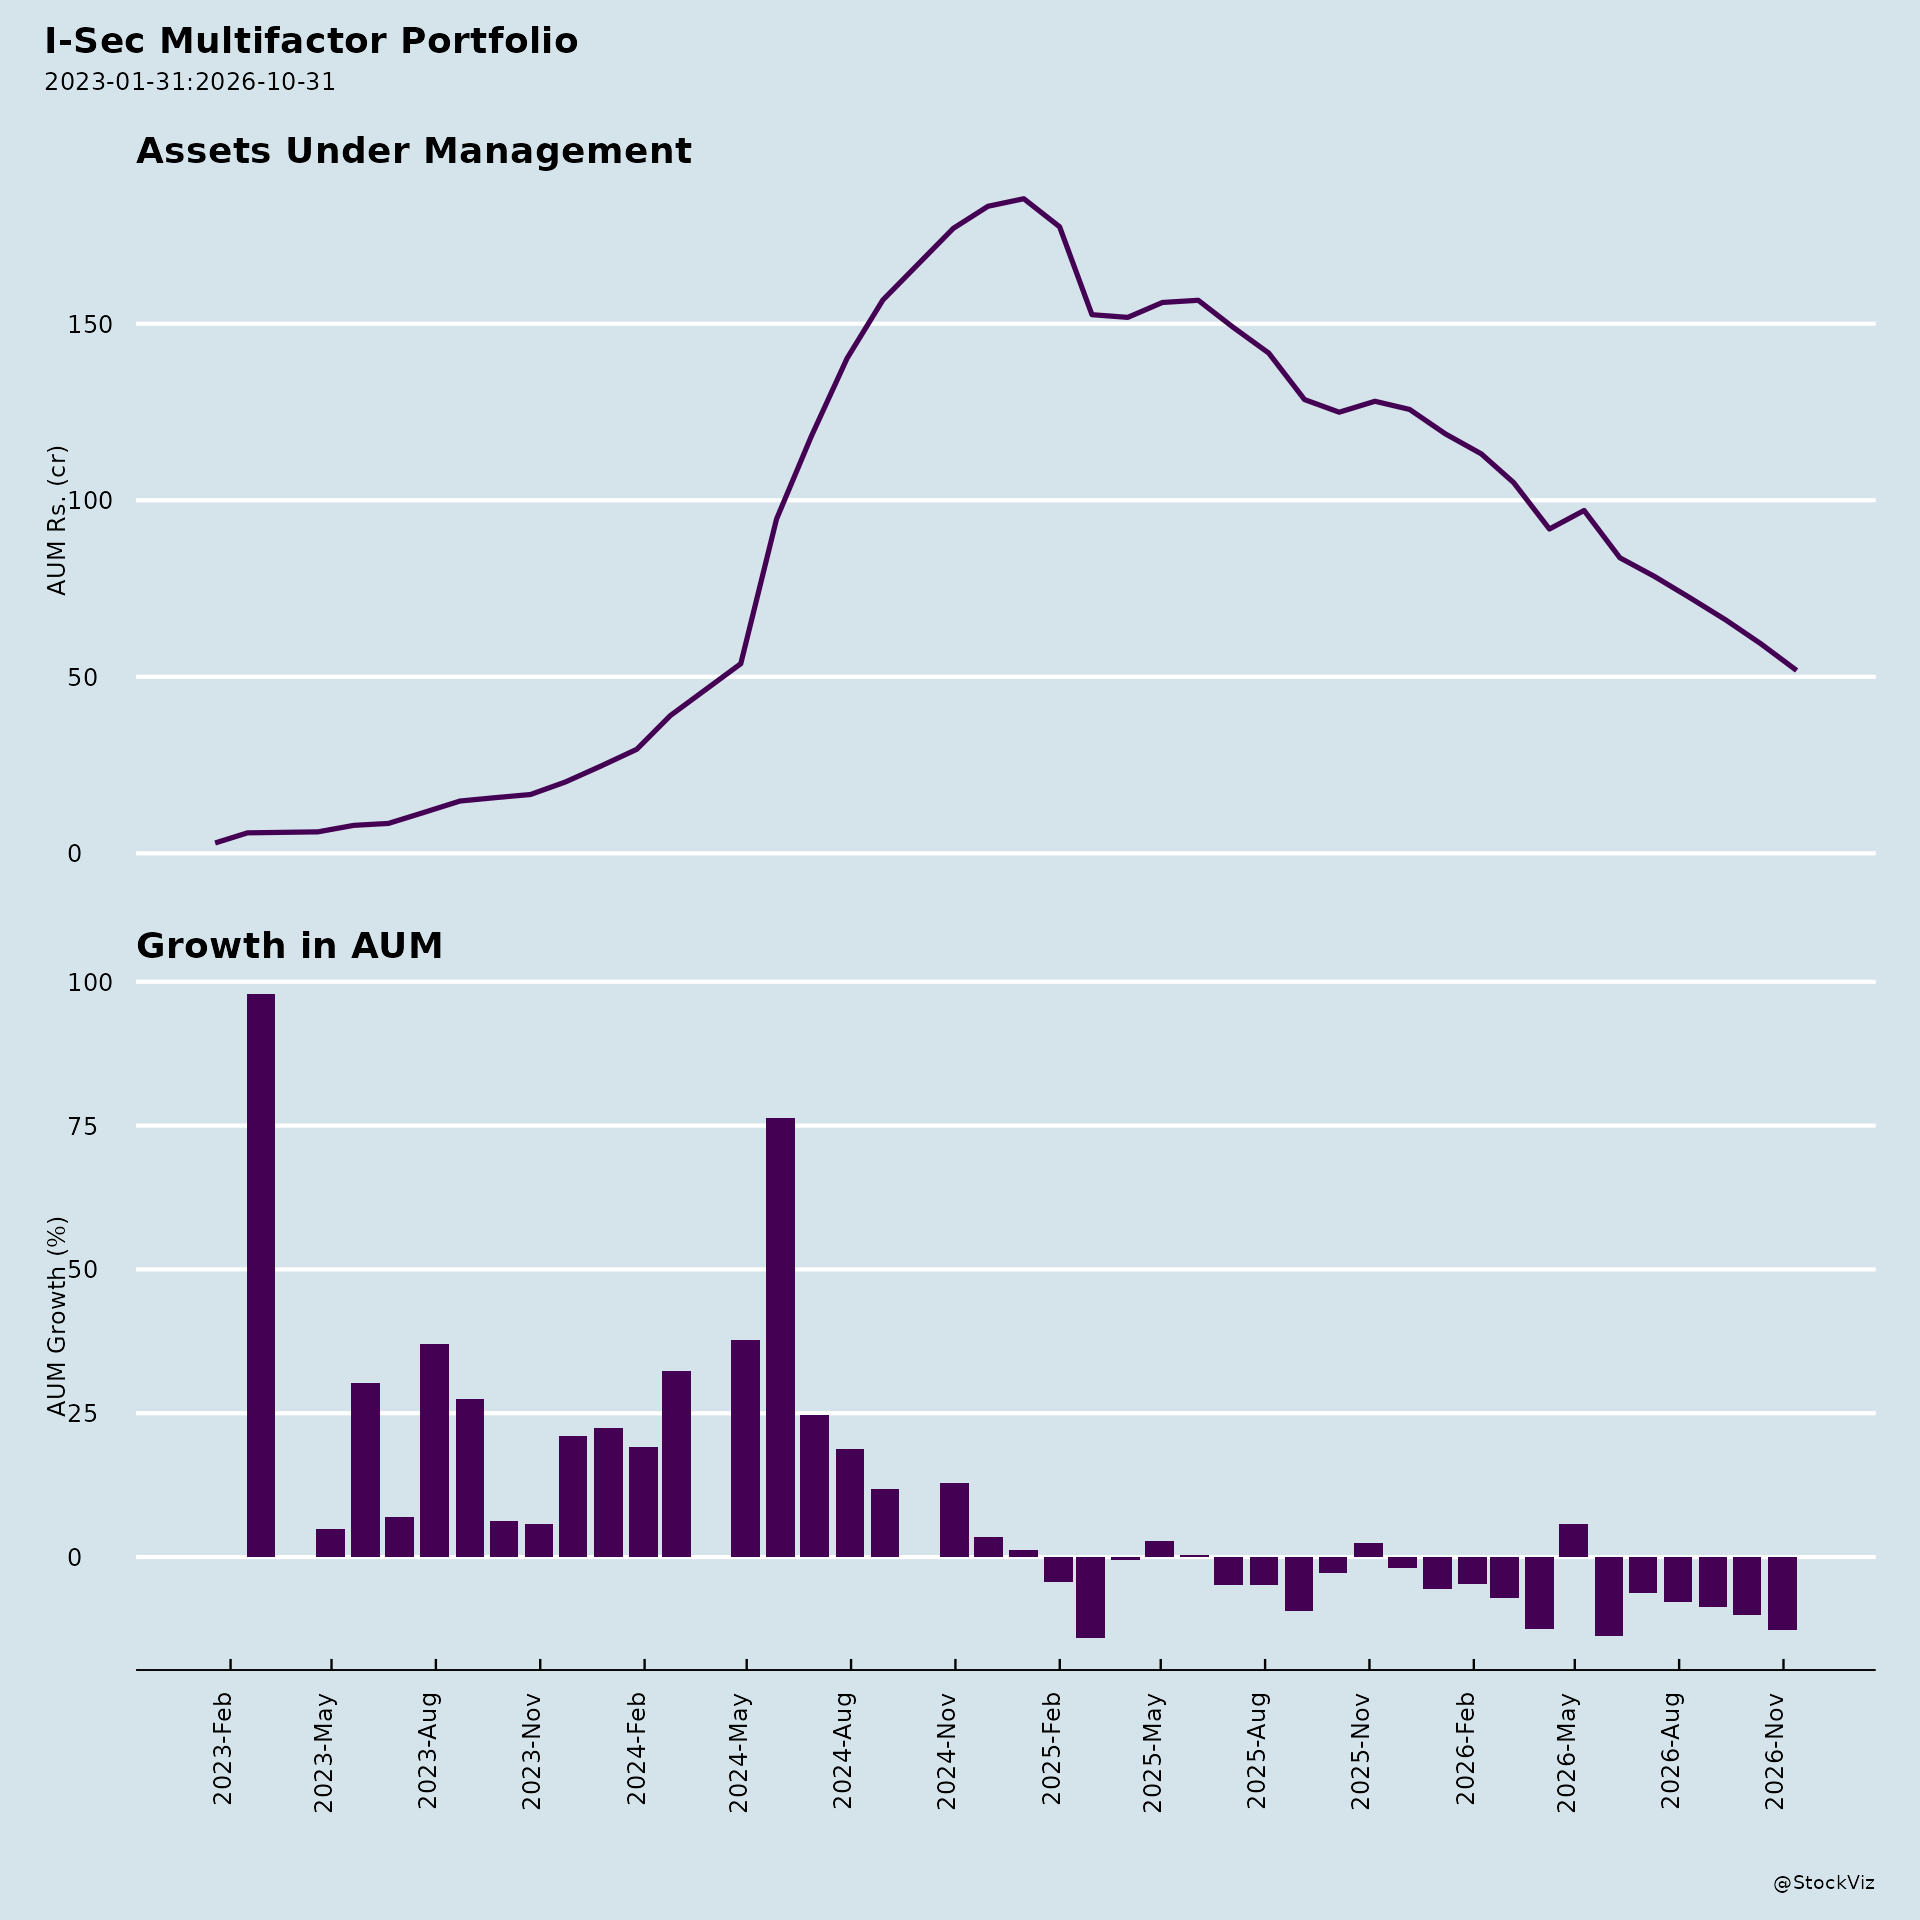 I-Sec Multifactor Portfolio
2023-01-31:2026-10-31
Assets Under Management
AUM Rs. (cr)
150
100
50
0
Growth in AUM
AUM Growth (%)
100
75
50
25
0
2023-Feb
2023-May
2023-Aug
2023-Nov
2024-Feb
2024-May
2024-Aug
2024-Nov
2025-Feb
2025-May
2025-Aug
2025-Nov
2026-Feb
2026-May
2026-Aug
2026-Nov
@StockViz